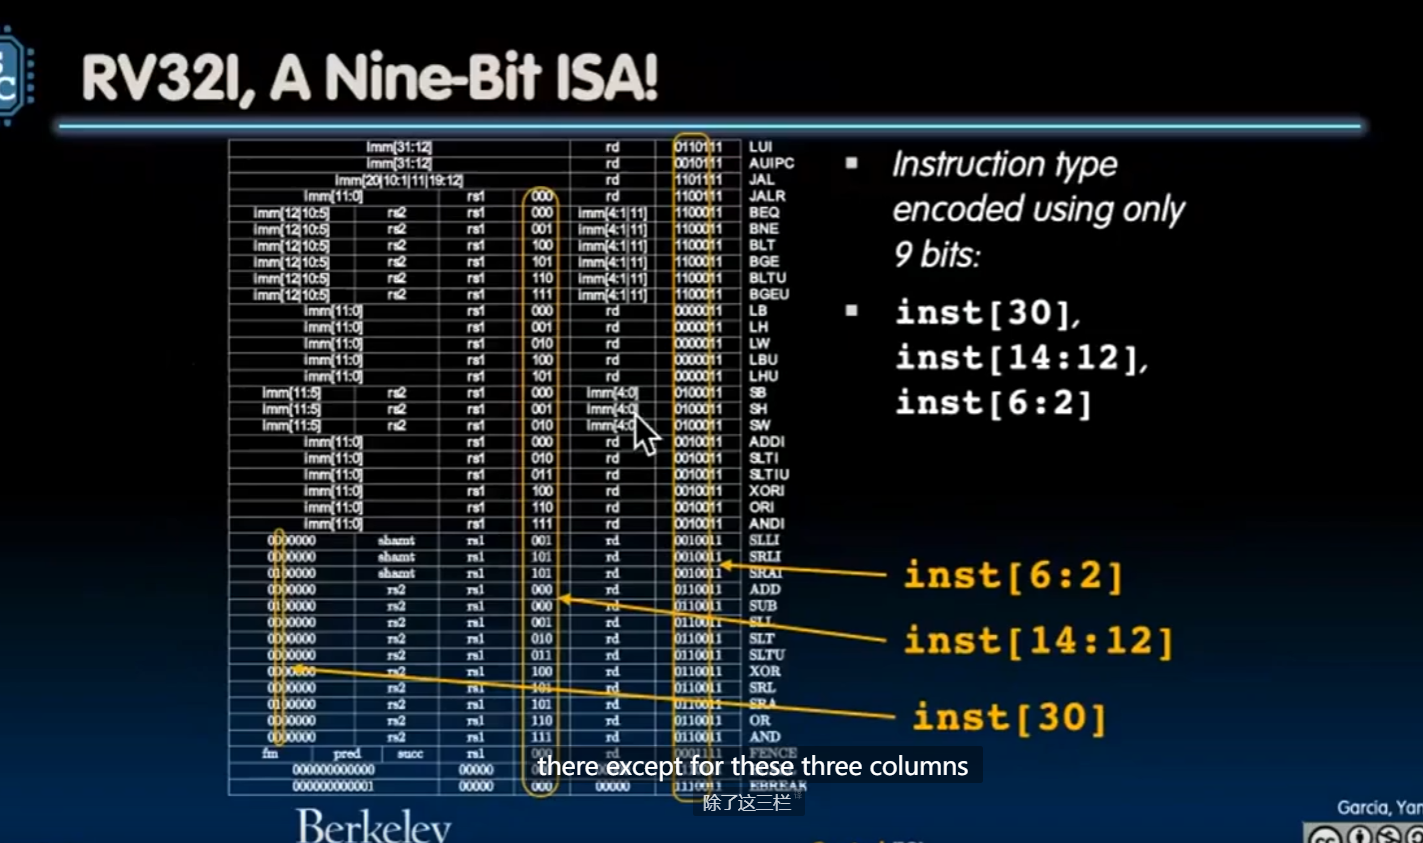 RV32I, A Nine-Bit ISA!
imm[31:12] rd 0110111 LUI
imm[31:12] rd 0010111 AUIPC
imm[20|10:1|11|19:12] rd 1101111 JAL
imm[11:0] rs1 000 rd 1100111 JALR
imm[12|10:5] rs2 rs1 000 imm[4:1|11] 1100011 BEQ
imm[12|10:5] rs2 rs1 001 imm[4:1|11] 1100011 BNE
imm[12|10:5] rs2 rs1 100 imm[4:1|11] 1100011 BLT
imm[12|10:5] rs2 rs1 101 imm[4:1|11] 1100011 BGE
imm[12|10:5] rs2 rs1 110 imm[4:1|11] 1100011 BLTU
imm[12|10:5] rs2 rs1 111 imm[4:1|11] 1100011 BGEU
imm[11:0] rs1 000 rd 0000011 LB
imm[11:0] rs1 001 rd 0000011 LH
imm[11:0] rs1 010 rd 0000011 LW
imm[11:0] rs1 100 rd 0000011 LBU
imm[11:0] rs1 101 rd 0000011 LHU
imm[11:5] rs2 rs1 000 imm[4:0] 0100011 SB
imm[11:5] rs2 rs1 001 imm[4:0] 0100011 SH
imm[11:5] rs2 rs1 010 imm[4:0 0100011 SW
imm[11:0] rs1 000 rd 0010011 ADDI
imm[11:0] rs1 010 rd 0010011 SLTI
imm[11:0] rs1 011 rd 0010011 SLTIU
imm[11:0] rs1 100 rd 0010011 XORI
imm[11:0] rs1 110 rd 0010011 ORI
imm[11:0] rs1 111 rd 0010011 ANDI
0000000 shamt rs1 001 rd 0010011 SLLI
0000000 shamt rs1 101 rd 0010011 SRLI
0100000 shamt rs1 101 rd 0010011 SRAI
0000000 rs2 rs1 000 rd 0110011 ADD
0100000 rs2 rs1 000 rd 0110011 SUB
0000000 rs2 rs1 001 rd 0110011 SLL
0000000 rs2 rs1 010 rd 0110011 SLT
0000000 rs2 rs1 011 rd 0110011 SLTU
0000000 rs2 rs1 100 rd 0110011 XOR
0000000 rs2 rs1 101 rd 0110011 SRL
0100000 rs2 rs1 101 rd 0110011 SRA
0000000 rs2 rs1 110 rd 0110011 OR
0000000 rs2 rs1 111 rd 0110011 AND
fm pred succ rs1 000 rd 0001111 FENCE
000000000000 00000
000000000001 00000 000 00000 1110011 EBREAK
Instruction type
encoded using only
9 bits:
inst[30],
inst[14:12],
inst[6:2]
inst[6:2]
inst[14:12]
inst[30]
there except for these three columns
除了这三栏
Berkeley
Garcia, Yan